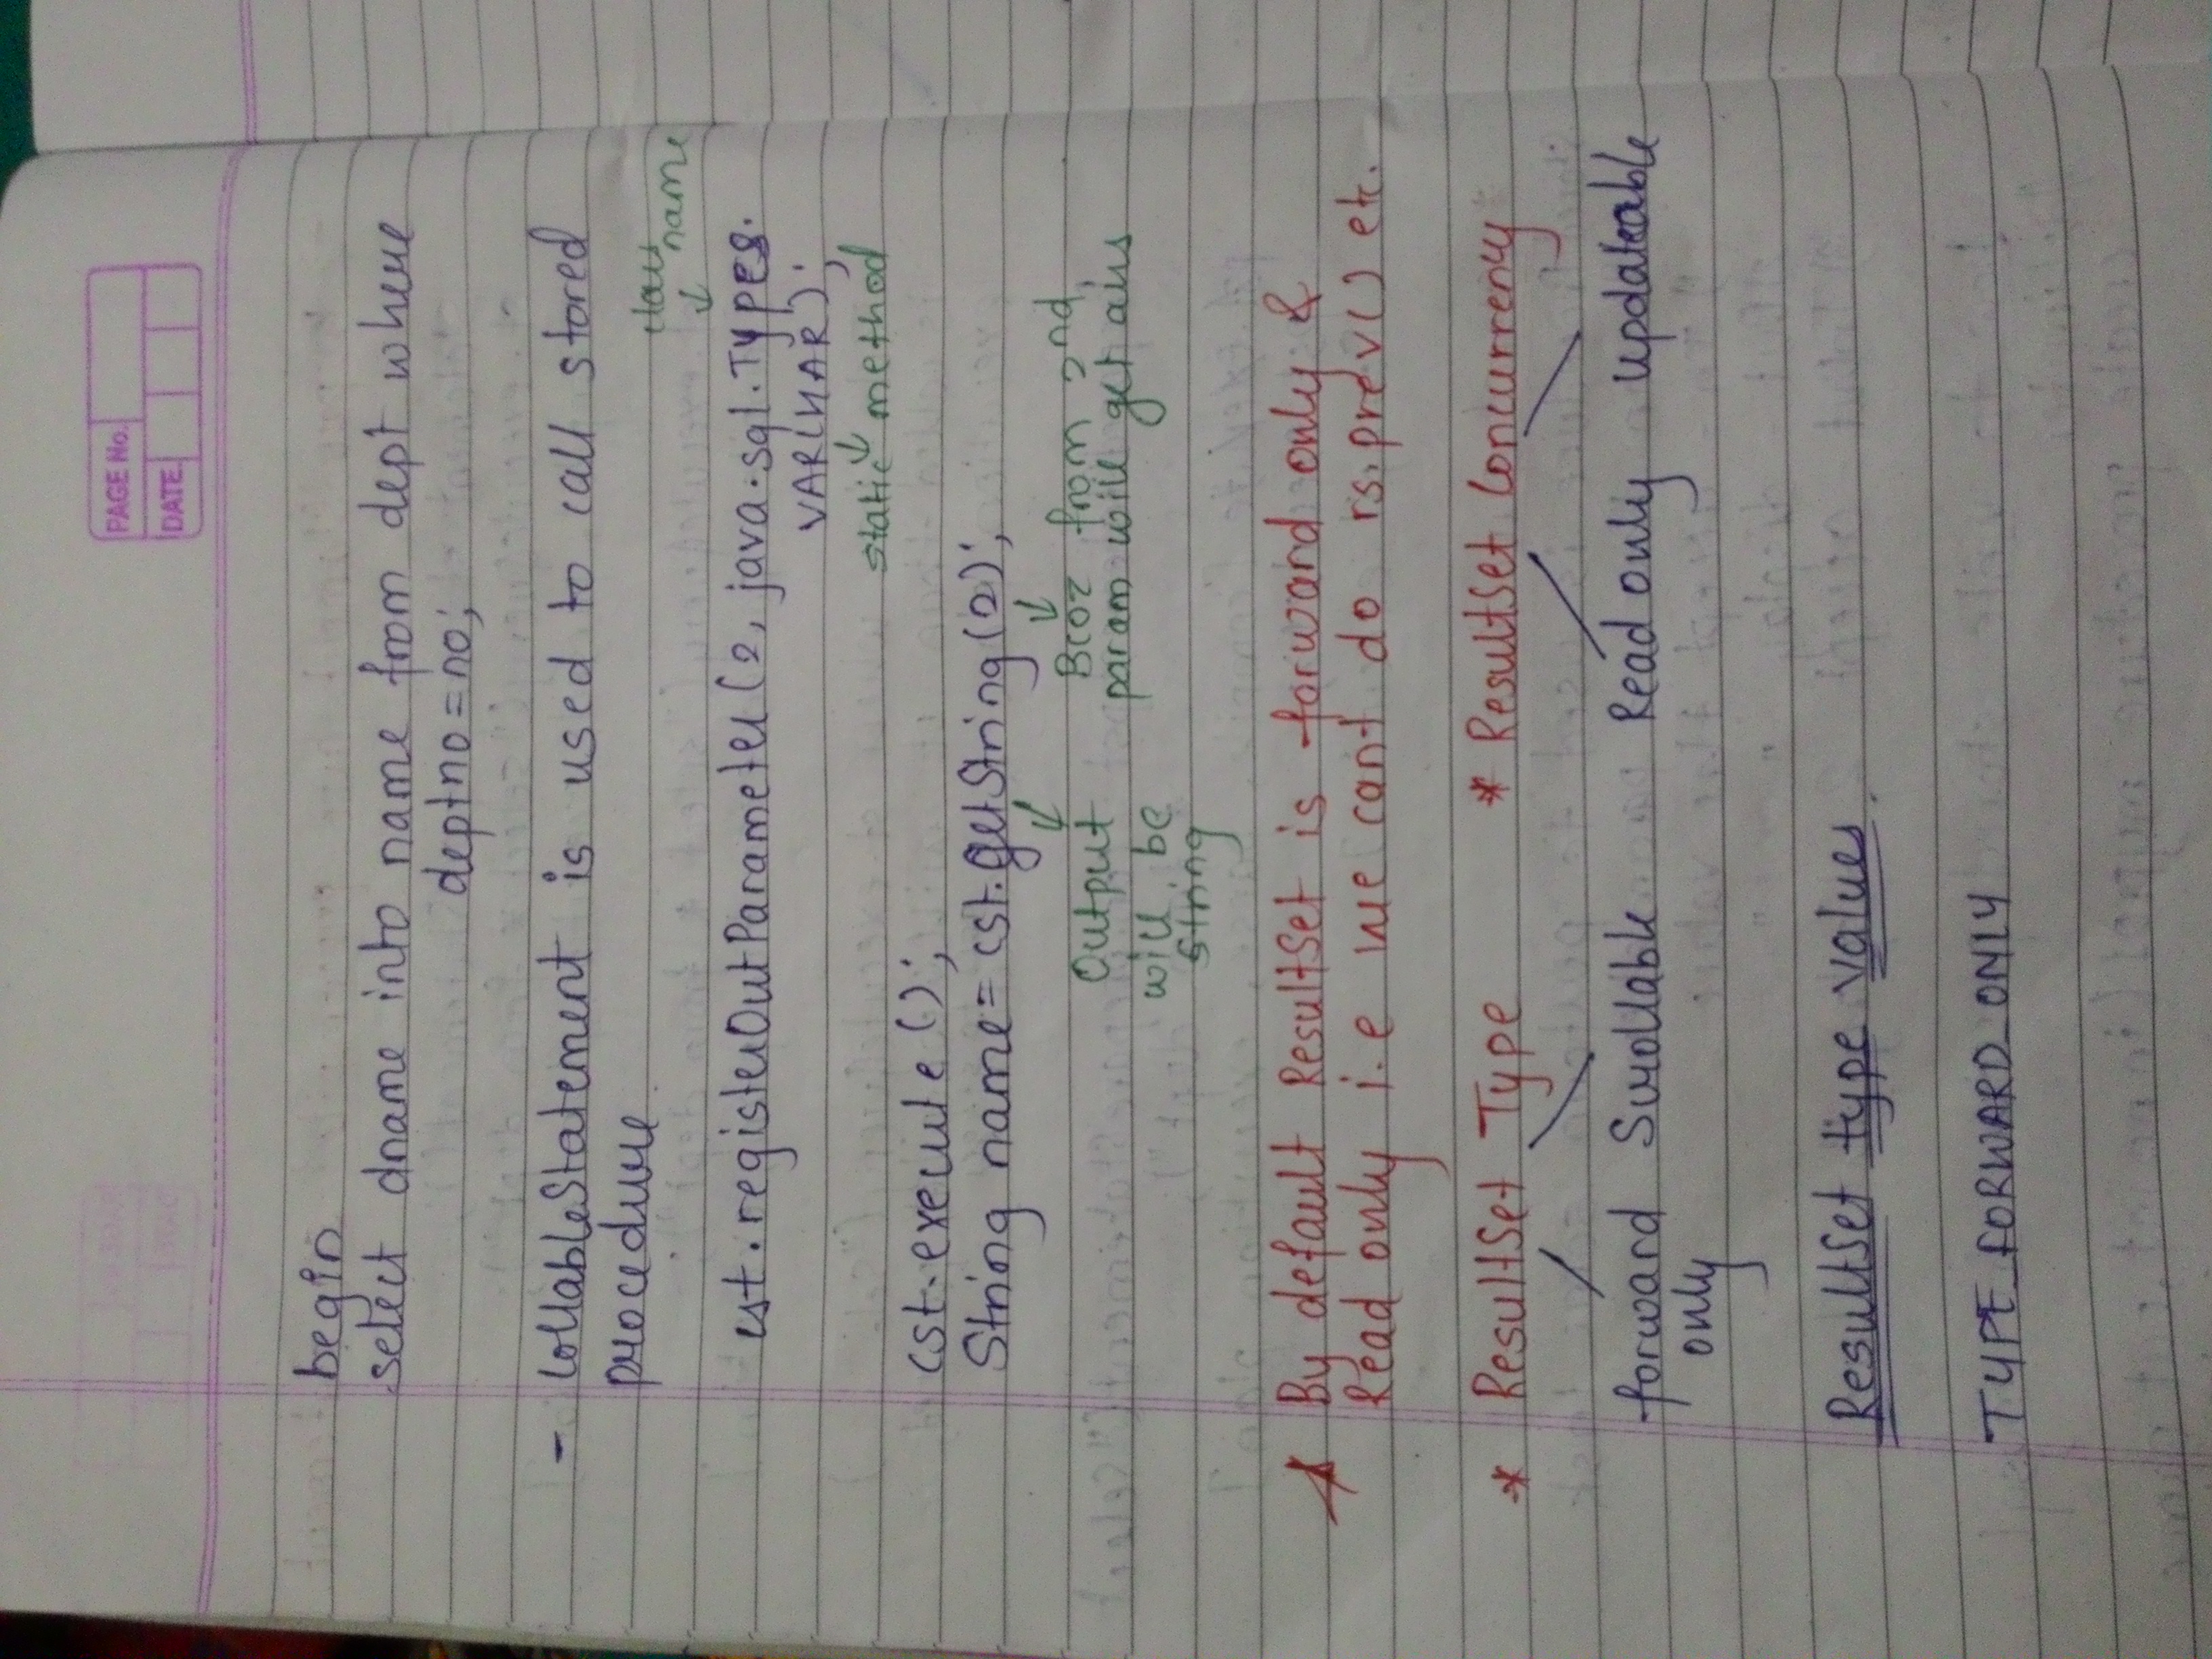 PAGE No.
DATE
begin
select dname into name from dept where
deptno=no;
- CollableStatement is used to call stored
procedure
class name
cst.registerOutParameter(2, java.sql.Types.
VARCHAR);
static method
cst.execute();
String name = cst.getString(2);
Output
will be
String
Bcoz from 2nd
param will get ans
* By default ResultSet is forward only &
Read only i.e we cant do rs.prev() etc.
* ResultSet Type * ResultSet Concurrency
forward only Scrollable Read only Updateable
ResultSet type values
TYPE_FORWARD_ONLY